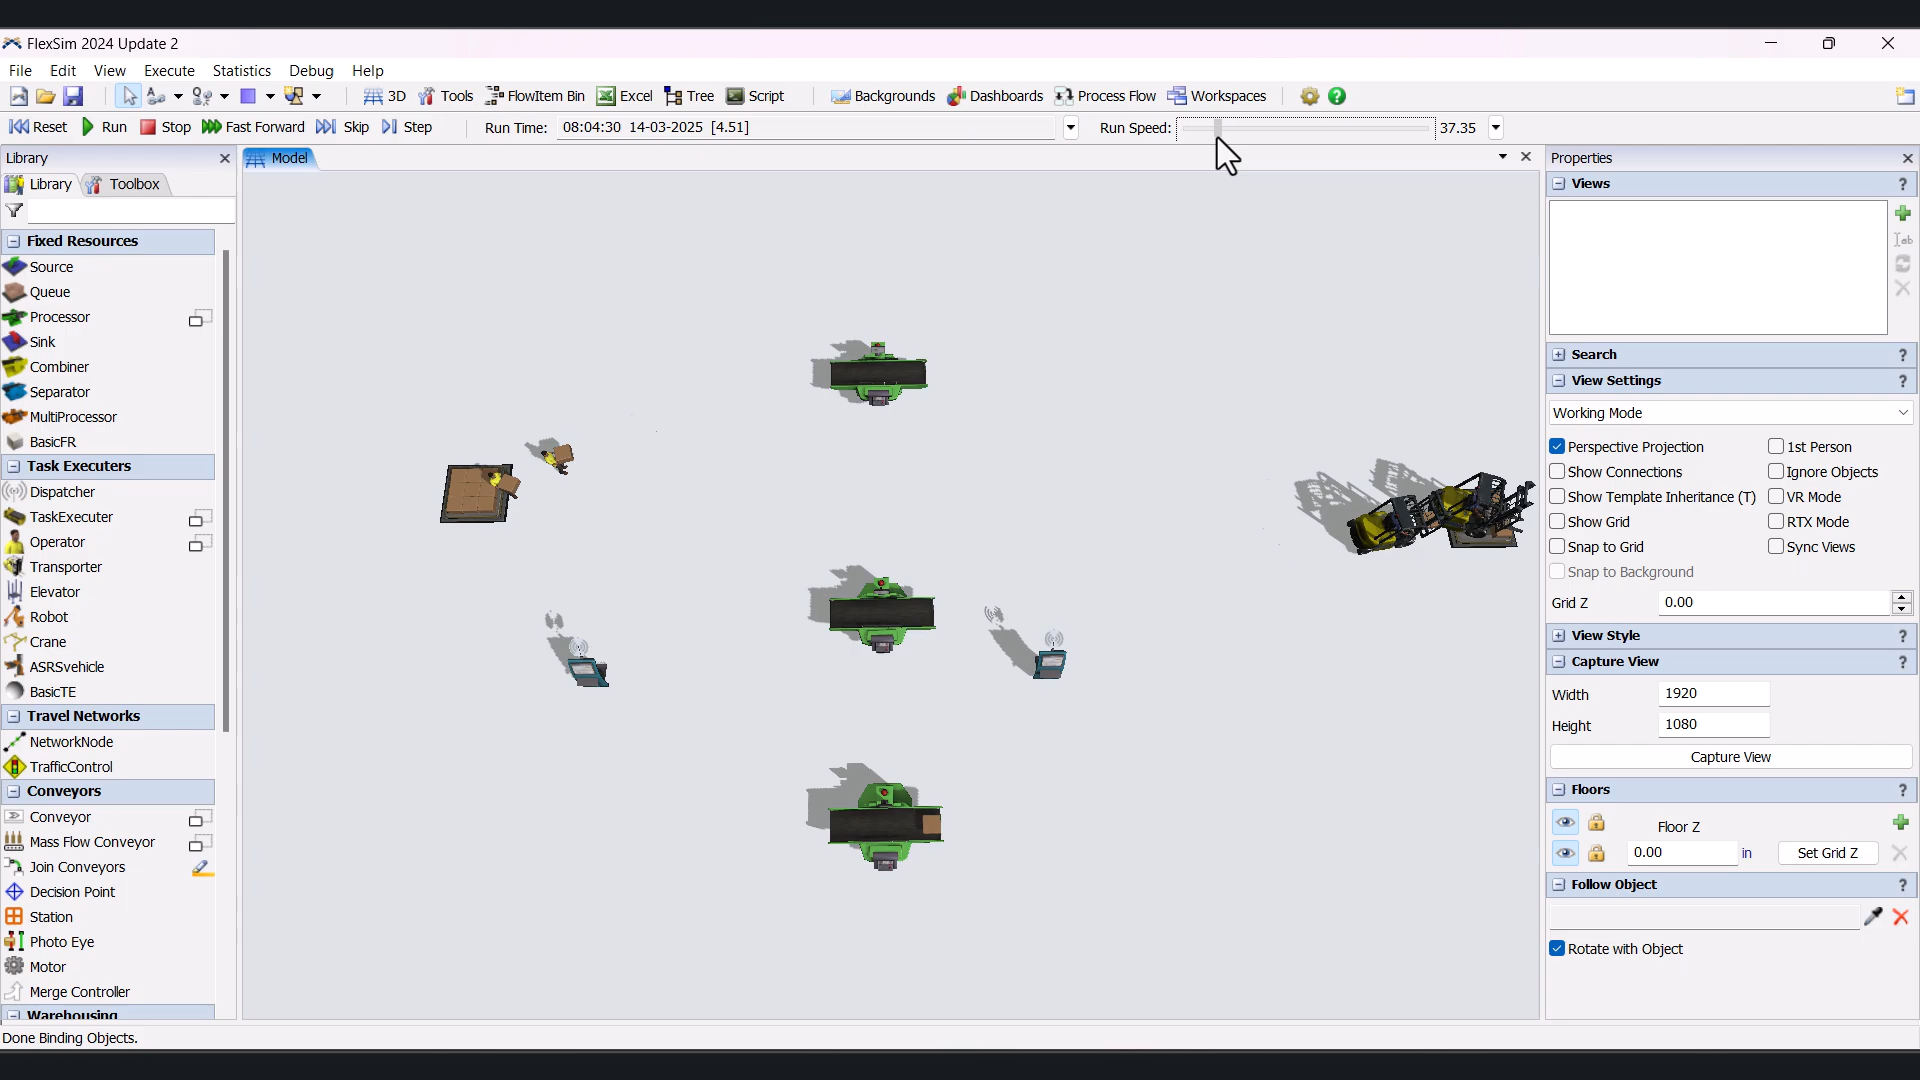 FlexSim 2024 Update 2
File Edit View Execute Statistics Debug Help
3D Tools FlowItem Bin Excel Tree Script Backgrounds Dashboards Process Flow Workspaces
Reset Run Stop Fast Forward Skip Step Run Time: 08:04:30 14-03-2025 [4.51] Run Speed: 37.35
Library
Library Toolbox
Fixed Resources
Source
Queue
Processor
Sink
Combiner
Separator
MultiProcessor
BasicFR
Task Executers
Dispatcher
TaskExecuter
Operator
Transporter
Elevator
Robot
Crane
ASRSvehicle
BasicTE
Travel Networks
NetworkNode
TrafficControl
Conveyors
Conveyor
Mass Flow Conveyor
Join Conveyors
Decision Point
Station
Photo Eye
Motor
Merge Controller
Warehousing
Done Binding Objects.
Model
Properties
Views
Search
View Settings
Working Mode
Perspective Projection 1st Person
Show Connections Ignore Objects
Show Template Inheritance (T) VR Mode
Show Grid RTX Mode
Snap to Grid Sync Views
Snap to Background
Grid Z 0.00
View Style
Capture View
Width 1920
Height 1080
Capture View
Floors
Floor Z
0.00 in Set Grid Z
Follow Object
Rotate with Object